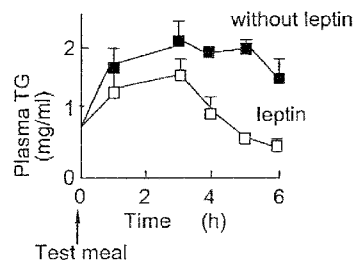 without leptin
2
1
0
Plasma TG
(mg/ml)
leptin
0 2 4 6
Time (h)
Test meal